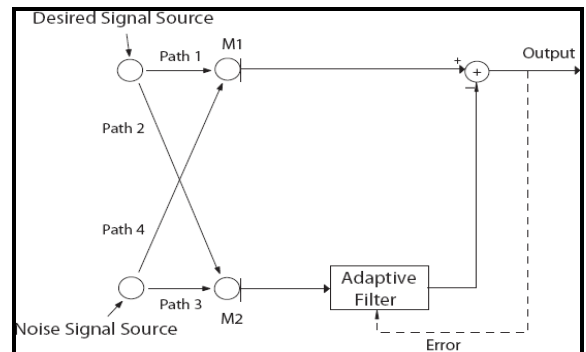 Desired Signal Source
Path 1
M1
+
+
Output
−
Path 2
Path 4
Path 3
M2
Adaptive
Filter
Noise Signal Source
Error